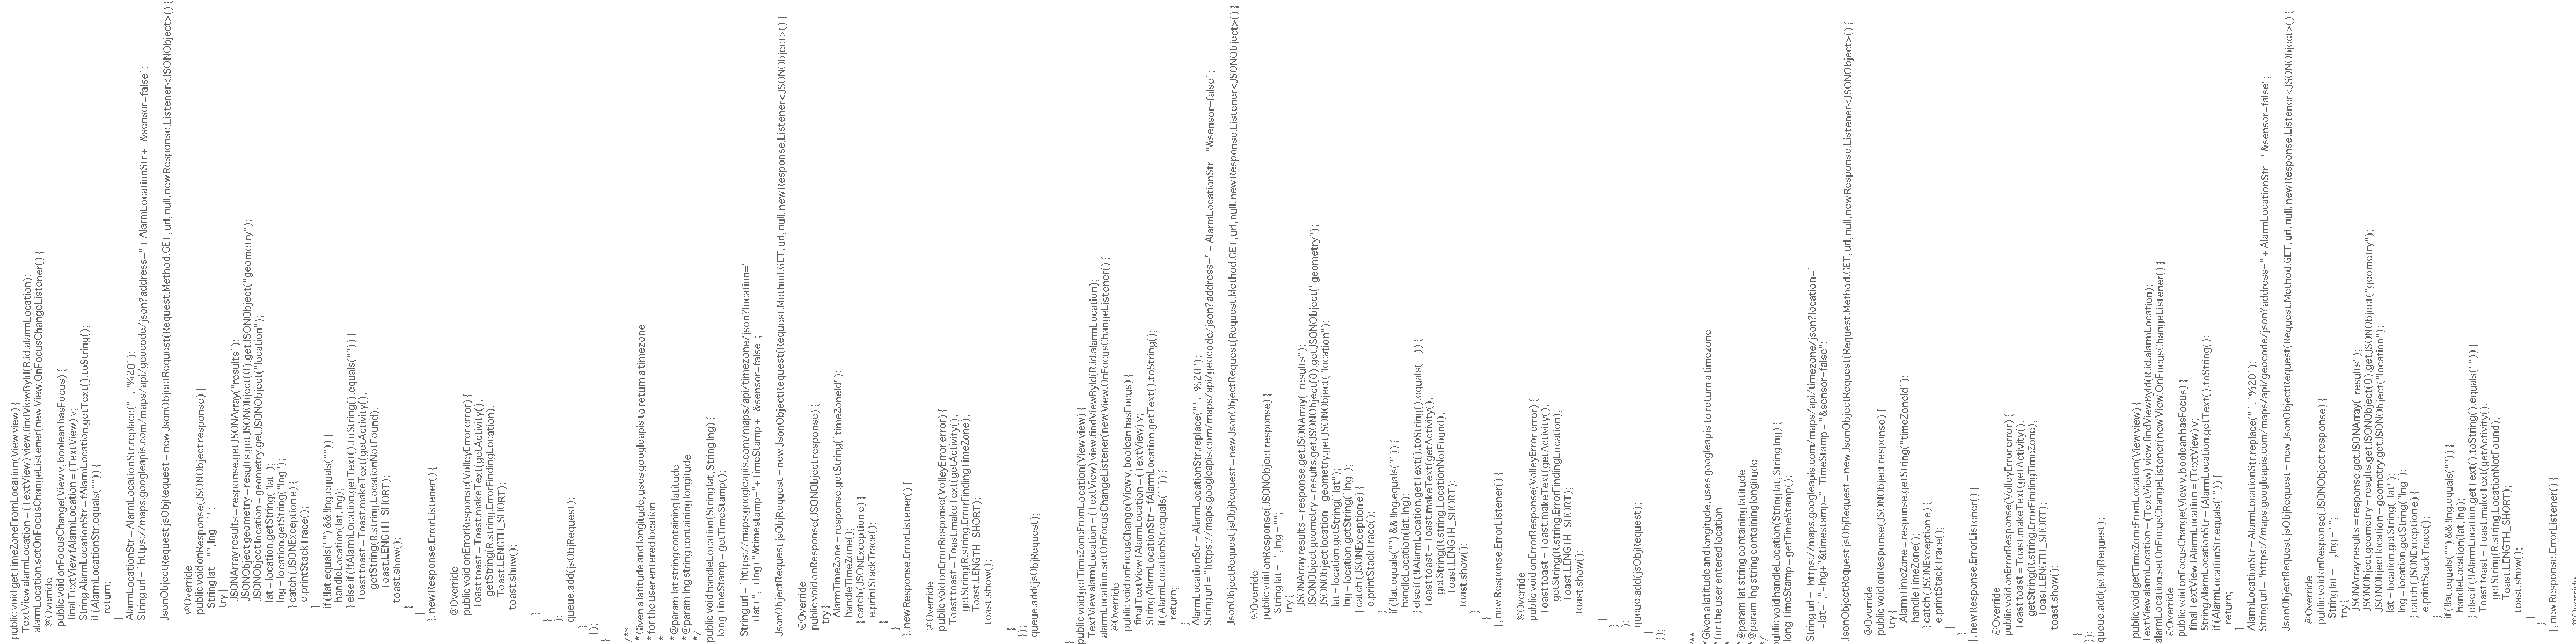 public void getTimeZoneFromLocation(View view) {
TextView alarmLocation = (TextView) view.findViewById(R.id.alarmLocation);
alarmLocation.setOnFocusChangeListener(new View.OnFocusChangeListener() {
@Override
public void onFocusChange(View v, boolean hasFocus) {
final TextView fAlarmLocation = (TextView) v;
String AlarmLocationStr = fAlarmLocation.getText().toString();
if (AlarmLocationStr.equals("")) {
return;
}
AlarmLocationStr = AlarmLocationStr.replace(" ", "%20");
String url = "https://maps.googleapis.com/maps/api/geocode/json?address=" + AlarmLocationStr + "&sensor=false";
JsonObjectRequest jsObjRequest = new JsonObjectRequest(Request.Method.GET, url, null, new Response.Listener<JSONObject>() {
@Override
public void onResponse(JSONObject response) {
String lat = "", lng = "";
try {
JSONArray results = response.getJSONArray("results");
JSONObject geometry = results.getJSONObject(0).getJSONObject("geometry");
JSONObject location = geometry.getJSONObject("location");
lat = location.getString("lat");
lng = location.getString("lng");
} catch (JSONException e) {
e.printStackTrace();
}
if (!lat.equals("") && !lng.equals("")) {
handleLocation(lat, lng);
} else if (!fAlarmLocation.getText().toString().equals("")) {
Toast toast = Toast.makeText(getActivity(),
getString(R.string.LocationNotFound),
Toast.LENGTH_SHORT);
toast.show();
}
}
}, new Response.ErrorListener() {
@Override
public void onErrorResponse(VolleyError error) {
Toast toast = Toast.makeText(getActivity(),
getString(R.string.ErrorFindingLocation),
Toast.LENGTH_SHORT);
toast.show();
}
}
);
queue.add(jsObjRequest);
}
});
}
/**
* Given a latitude and longitude, uses googleapis to return a timezone
* for the user entered location
*
* @param lat string containing latitude
* @param lng string containing longitude
*/
public void handleLocation(String lat, String lng) {
long TimeStamp = getTimeStamp();
String url = "https://maps.googleapis.com/maps/api/timezone/json?location="
+lat+","+lng+ "&timestamp="+TimeStamp + "&sensor=false";
JsonObjectRequest jsObjRequest = new JsonObjectRequest(Request.Method.GET, url, null, new Response.Listener<JSONObject>() {
@Override
public void onResponse(JSONObject response) {
try {
AlarmTimeZone = response.getString("timeZoneId");
handleTimeZone();
} catch (JSONException e) {
e.printStackTrace();
}
}
}, new Response.ErrorListener() {
@Override
public void onErrorResponse(VolleyError error) {
Toast toast = Toast.makeText(getActivity(),
getString(R.string.ErrorFindingTimeZone),
Toast.LENGTH_SHORT);
toast.show();
}
});
queue.add(jsObjRequest);
}
public void getTimeZoneFromLocation(View view) {
TextView alarmLocation = (TextView) view.findViewById(R.id.alarmLocation);
alarmLocation.setOnFocusChangeListener(new View.OnFocusChangeListener() {
@Override
public void onFocusChange(View v, boolean hasFocus) {
final TextView fAlarmLocation = (TextView) v;
String AlarmLocationStr = fAlarmLocation.getText().toString();
if (AlarmLocationStr.equals("")) {
return;
}
AlarmLocationStr = AlarmLocationStr.replace(" ", "%20");
String url = "https://maps.googleapis.com/maps/api/geocode/json?address=" + AlarmLocationStr + "&sensor=false";
JsonObjectRequest jsObjRequest = new JsonObjectRequest(Request.Method.GET, url, null, new Response.Listener<JSONObject>() {
@Override
public void onResponse(JSONObject response) {
String lat = "", lng = "";
try {
JSONArray results = response.getJSONArray("results");
JSONObject geometry = results.getJSONObject(0).getJSONObject("geometry");
JSONObject location = geometry.getJSONObject("location");
lat = location.getString("lat");
lng = location.getString("lng");
} catch (JSONException e) {
e.printStackTrace();
}
if (!lat.equals("") && !lng.equals("")) {
handleLocation(lat, lng);
} else if (!fAlarmLocation.getText().toString().equals("")) {
Toast toast = Toast.makeText(getActivity(),
getString(R.string.LocationNotFound),
Toast.LENGTH_SHORT);
toast.show();
}
}
}, new Response.ErrorListener() {
@Override
public void onErrorResponse(VolleyError error) {
Toast toast = Toast.makeText(getActivity(),
getString(R.string.ErrorFindingLocation),
Toast.LENGTH_SHORT);
toast.show();
}
}
);
queue.add(jsObjRequest);
}
});
}
/**
* Given a latitude and longitude, uses googleapis to return a timezone
* for the user entered location
*
* @param lat string containing latitude
* @param lng string containing longitude
*/
public void handleLocation(String lat, String lng) {
long TimeStamp = getTimeStamp();
String url = "https://maps.googleapis.com/maps/api/timezone/json?location="
+lat+","+lng+ "&timestamp="+TimeStamp + "&sensor=false";
JsonObjectRequest jsObjRequest = new JsonObjectRequest(Request.Method.GET, url, null, new Response.Listener<JSONObject>() {
@Override
public void onResponse(JSONObject response) {
try {
AlarmTimeZone = response.getString("timeZoneId");
handleTimeZone();
} catch (JSONException e) {
e.printStackTrace();
}
}
}, new Response.ErrorListener() {
@Override
public void onErrorResponse(VolleyError error) {
Toast toast = Toast.makeText(getActivity(),
getString(R.string.ErrorFindingTimeZone),
Toast.LENGTH_SHORT);
toast.show();
}
});
queue.add(jsObjRequest);
}
public void getTimeZoneFromLocation(View view) {
TextView alarmLocation = (TextView) view.findViewById(R.id.alarmLocation);
alarmLocation.setOnFocusChangeListener(new View.OnFocusChangeListener() {
@Override
public void onFocusChange(View v, boolean hasFocus) {
final TextView fAlarmLocation = (TextView) v;
String AlarmLocationStr = fAlarmLocation.getText().toString();
if (AlarmLocationStr.equals("")) {
return;
}
AlarmLocationStr = AlarmLocationStr.replace(" ", "%20");
String url = "https://maps.googleapis.com/maps/api/geocode/json?address=" + AlarmLocationStr + "&sensor=false";
JsonObjectRequest jsObjRequest = new JsonObjectRequest(Request.Method.GET, url, null, new Response.Listener<JSONObject>() {
@Override
public void onResponse(JSONObject response) {
String lat = "", lng = "";
try {
JSONArray results = response.getJSONArray("results");
JSONObject geometry = results.getJSONObject(0).getJSONObject("geometry");
JSONObject location = geometry.getJSONObject("location");
lat = location.getString("lat");
lng = location.getString("lng");
} catch (JSONException e) {
e.printStackTrace();
}
if (!lat.equals("") && !lng.equals("")) {
handleLocation(lat, lng);
} else if (!fAlarmLocation.getText().toString().equals("")) {
Toast toast = Toast.makeText(getActivity(),
getString(R.string.LocationNotFound),
Toast.LENGTH_SHORT);
toast.show();
}
}
}, new Response.ErrorListener() {